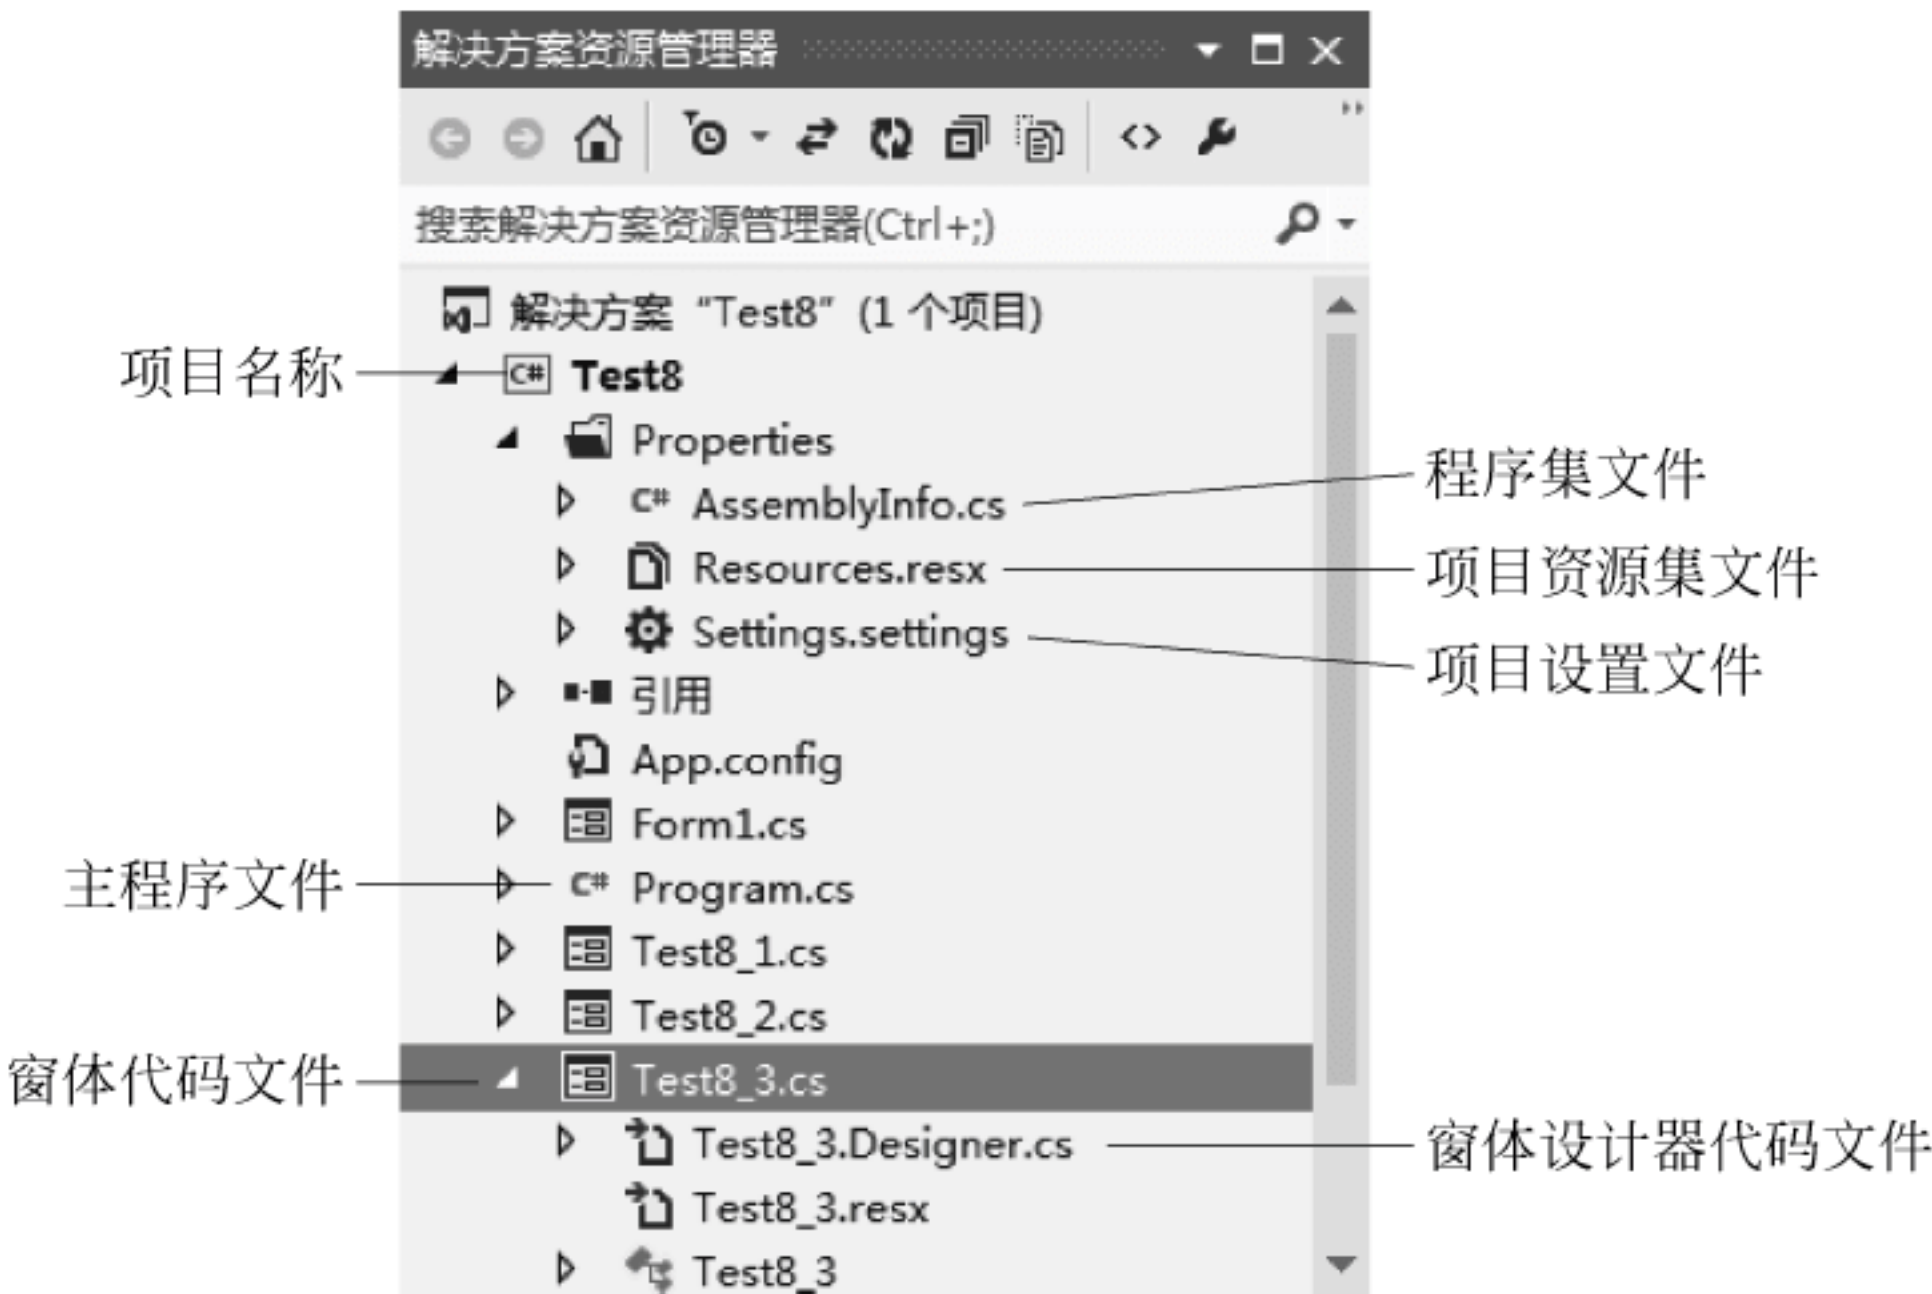 解决方案资源管理器
搜索解决方案资源管理器(Ctrl+;)
解决方案 “Test8” (1 个项目)
项目名称
C# Test8
Properties
C# AssemblyInfo.cs
程序集文件
Resources.resx
项目资源集文件
Settings.settings
项目设置文件
引用
App.config
Form1.cs
主程序文件
C# Program.cs
Test8_1.cs
Test8_2.cs
窗体代码文件
Test8_3.cs
Test8_3.Designer.cs
窗体设计器代码文件
Test8_3.resx
Test8_3